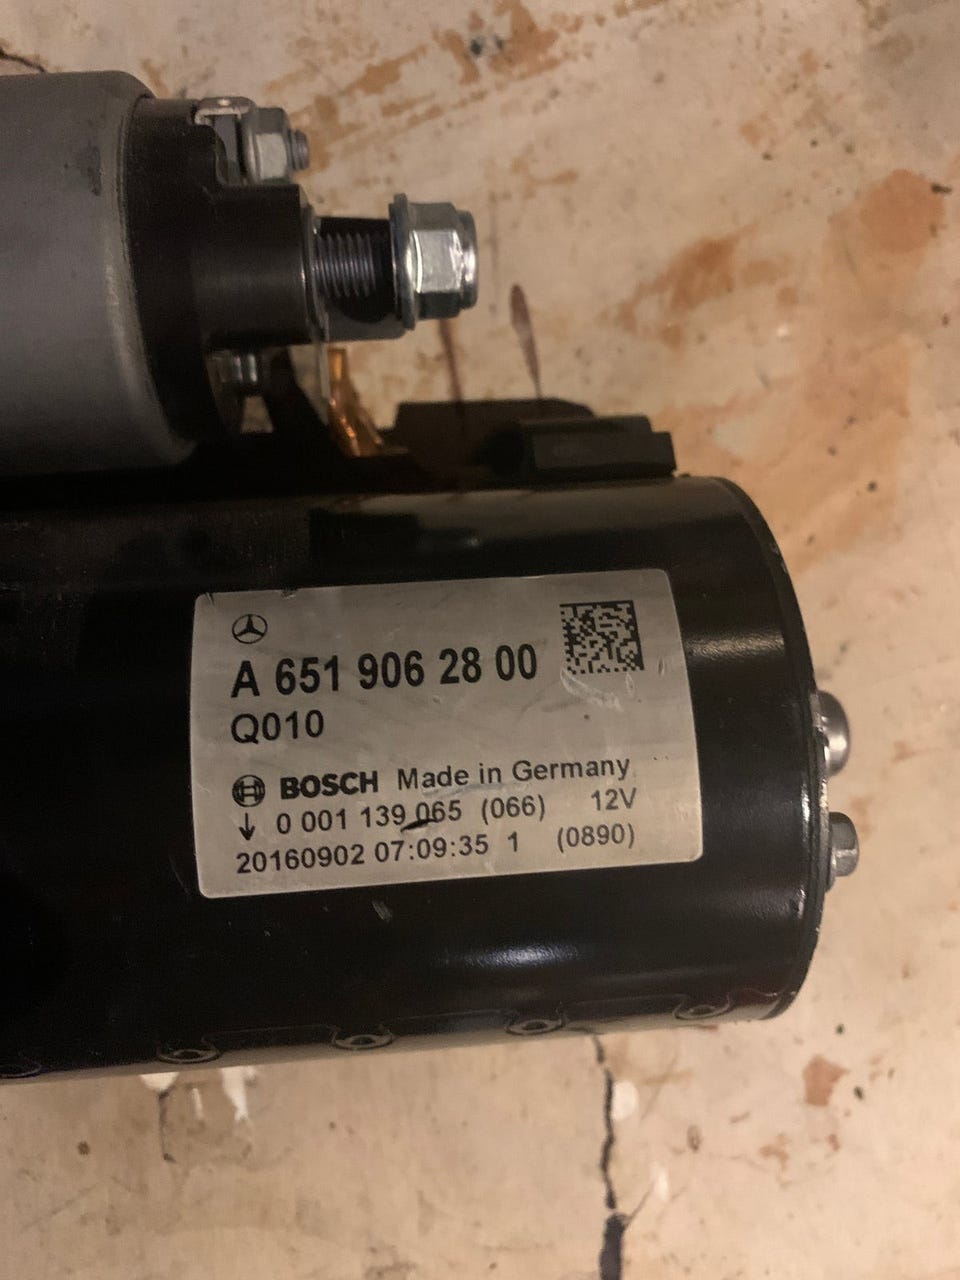 A 651 906 28 00
Q010
BOSCH Made in Germany
↓ 0 001 139 065 (066) 12V
20160902 07:09:35 1 (0890)